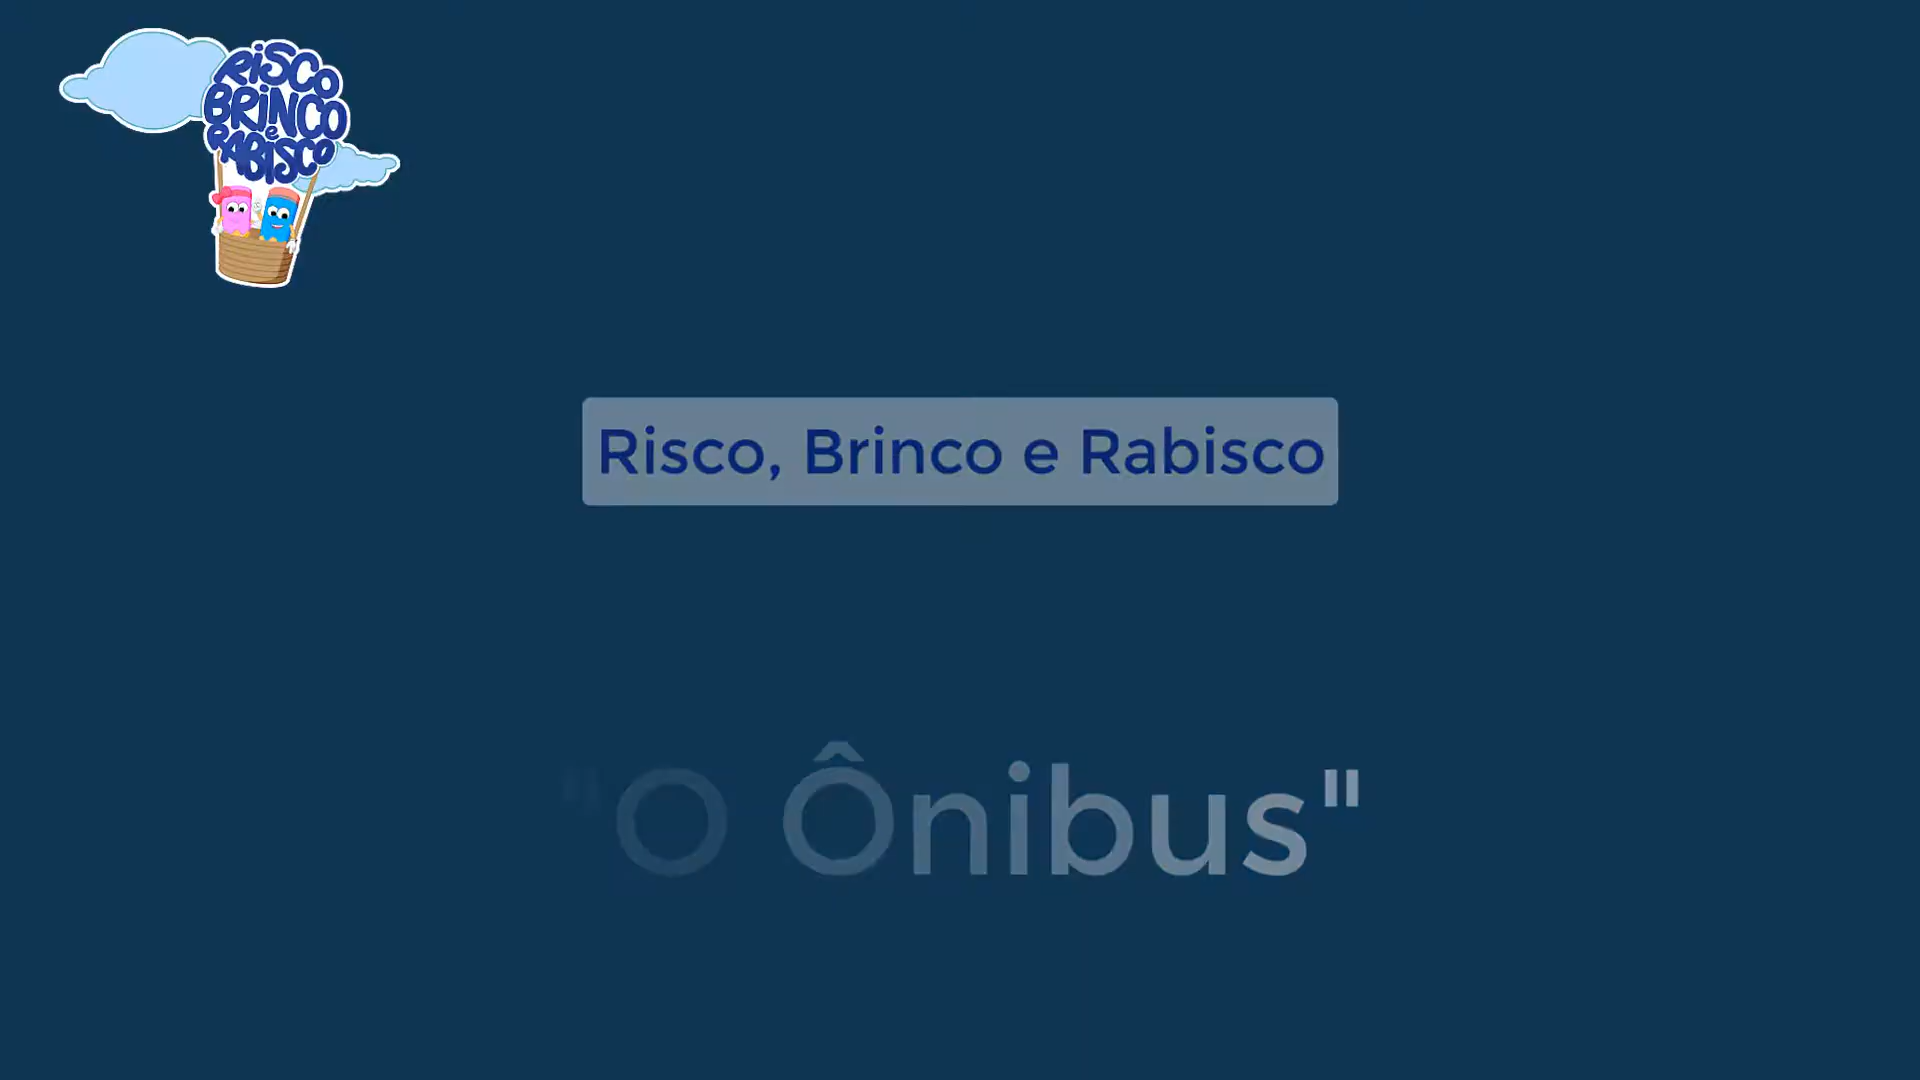 RISCO
BRINCO
e
RABISCO
Risco, Brinco e Rabisco
"O Ônibus"